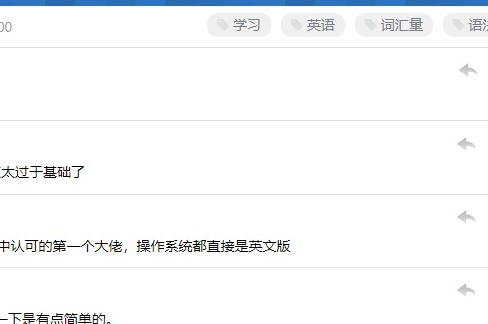 00 学习 英语 词汇量 语
太过于基础了
中认可的第一个大佬，操作系统都直接是英文版
一下是有点简单的。